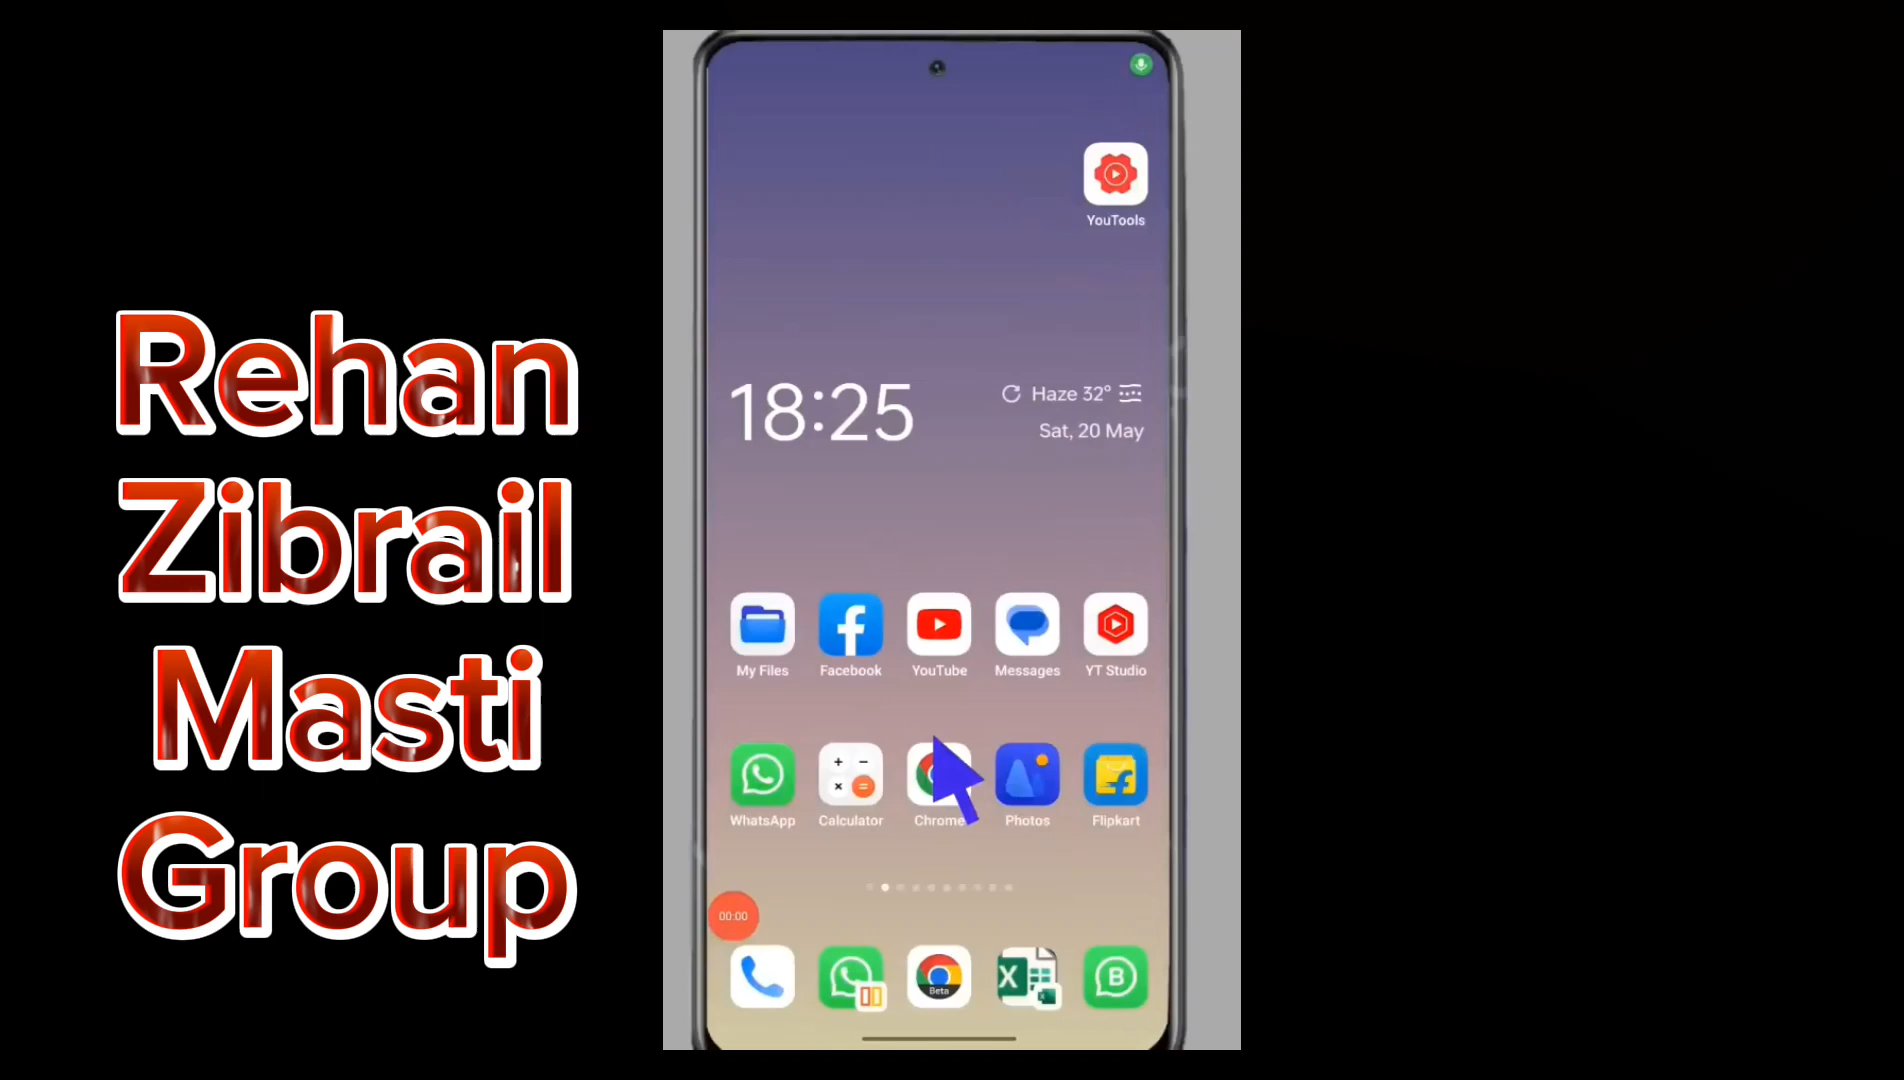 Rehan
Zibrail
Masti
Group
YouTools
18:25
Haze 32°
Sat, 20 May
My Files
Facebook
YouTube
Messages
YT Studio
WhatsApp
Calculator
Chrome
Photos
Flipkart
00:00
Beta